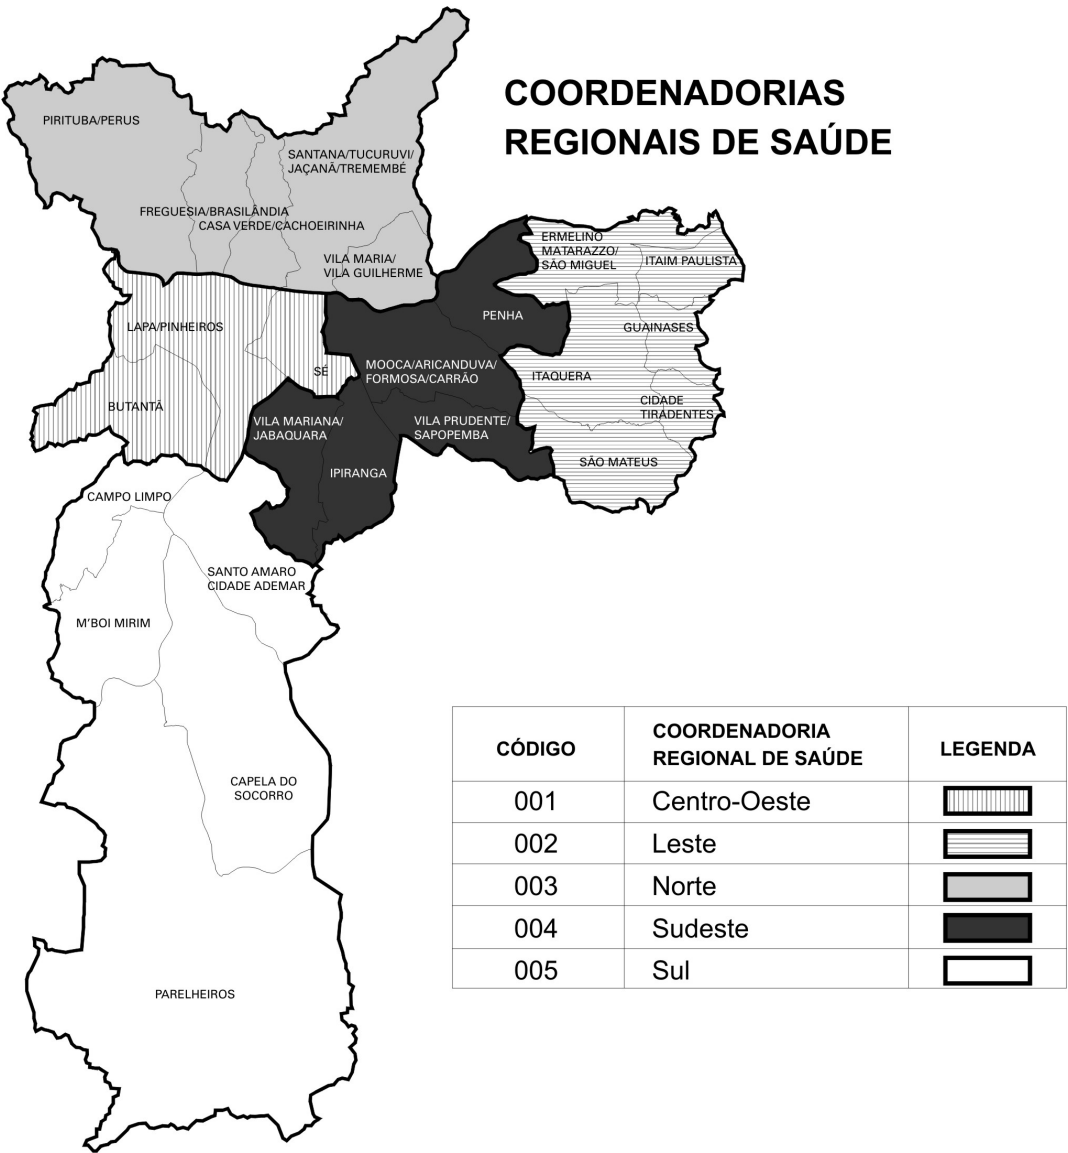 COORDENADORIAS
REGIONAIS DE SAÚDE
PIRITUBA/PERUS
SANTANA/TUCURUVI/
JAÇANÃ/TREMEMBÉ
FREGUESIA/BRASILÂNDIA
CASA VERDE/CACHOEIRINHA
VILA MARIA/
VILA GUILHERME
ERMELINO
MATARAZZO/
SÃO MIGUEL
ITAIM PAULISTA
PENHA
GUAINASES
LAPA/PINHEIROS
SÉ
MOOCA/ARICANDUVA/
FORMOSA/CARRÃO
ITAQUERA
CIDADE
TIRADENTES
BUTANTÃ
VILA MARIANA/
JABAQUARA
VILA PRUDENTE/
SAPOPEMBA
IPIRANGA
SÃO MATEUS
CAMPO LIMPO
SANTO AMARO
CIDADE ADEMAR
M'BOI MIRIM
CAPELA DO
SOCORRO
PARELHEIROS
CÓDIGO
COORDENADORIA
REGIONAL DE SAÚDE
LEGENDA
001 Centro-Oeste
002 Leste
003 Norte
004 Sudeste
005 Sul